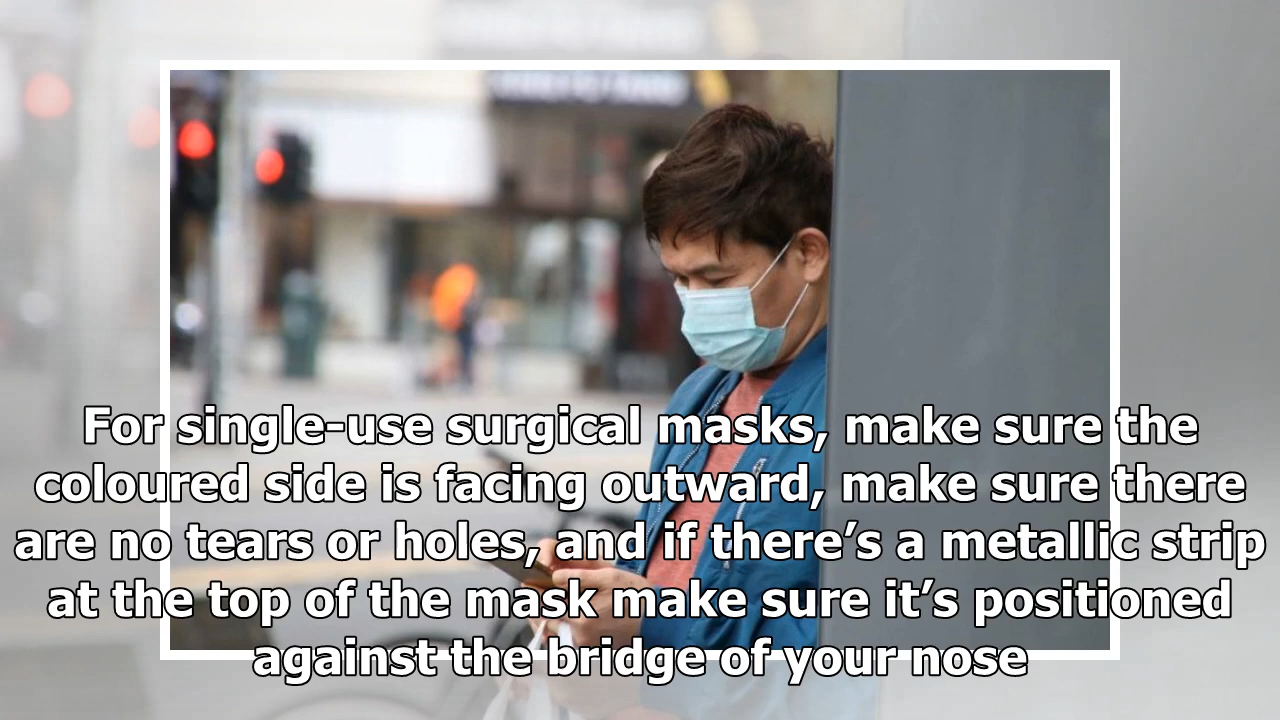 For single-use surgical masks, make sure the
coloured side is facing outward, make sure there
are no tears or holes, and if there’s a metallic strip
at the top of the mask make sure it’s positioned
against the bridge of your nose